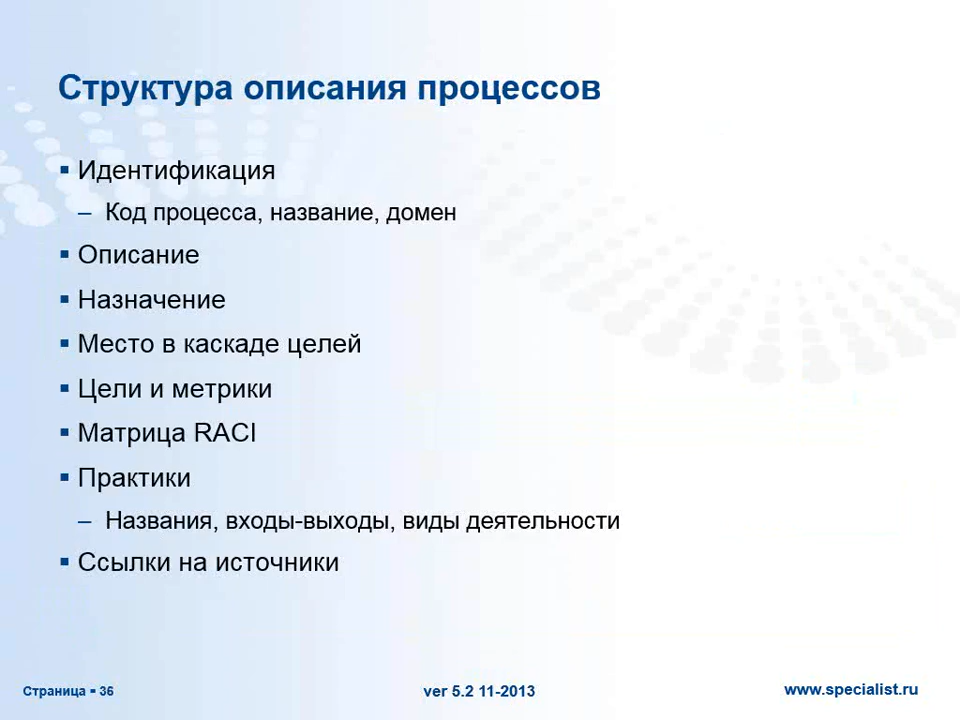 Структура описания процессов
▪ Идентификация
– Код процесса, название, домен
▪ Описание
▪ Назначение
▪ Место в каскаде целей
▪ Цели и метрики
▪ Матрица RACI
▪ Практики
– Названия, входы-выходы, виды деятельности
▪ Ссылки на источники
Страница ▪ 36
ver 5.2 11-2013
www.specialist.ru